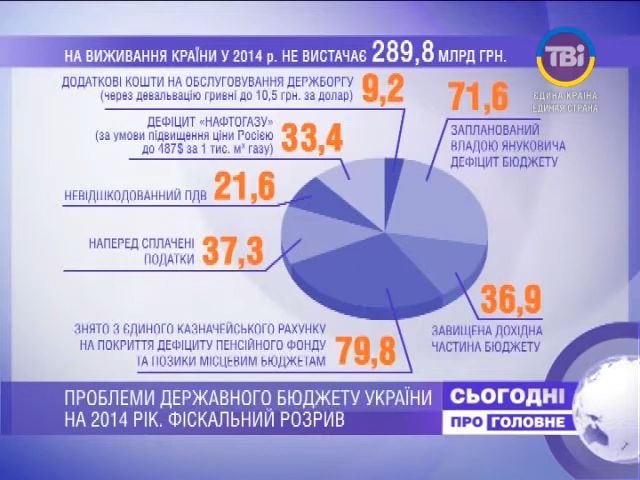 НА ВИЖИВАННЯ КРАЇНИ У 2014 р. НЕ ВИСТАЧАЄ 289,8 МЛРД ГРН.
ТВі
ЄДИНА КРАЇНА
ЕДИНАЯ СТРАНА
ДОДАТКОВІ КОШТИ НА ОБСЛУГОВУВАННЯ ДЕРЖБОРГУ
(через девальвацію гривні до 10,5 грн. за долар)
9,2
71,6
ЗАПЛАНОВАНИЙ
ВЛАДОЮ ЯНУКОВИЧА
ДЕФІЦИТ БЮДЖЕТУ
ДЕФІЦИТ «НАФТОГАЗУ»
(за умови підвищення ціни Росією
до 487$ за 1 тис. м³ газу)
33,4
НЕВІДШКОДОВАННИЙ ПДВ
21,6
НАПЕРЕД СПЛАЧЕНІ
ПОДАТКИ
37,3
36,9
ЗАВИЩЕНА ДОХІДНА
ЧАСТИНА БЮДЖЕТУ
ЗНЯТО З ЄДИНОГО КАЗНАЧЕЙСЬКОГО РАХУНКУ
НА ПОКРИТТЯ ДЕФІЦИТУ ПЕНСІЙНОГО ФОНДУ
ТА ПОЗИКИ МІСЦЕВИМ БЮДЖЕТАМ
79,8
ПРОБЛЕМИ ДЕРЖАВНОГО БЮДЖЕТУ УКРАЇНИ
НА 2014 РІК. ФІСКАЛЬНИЙ РОЗРИВ
СЬОГОДНІ
ПРО ГОЛОВНЕ